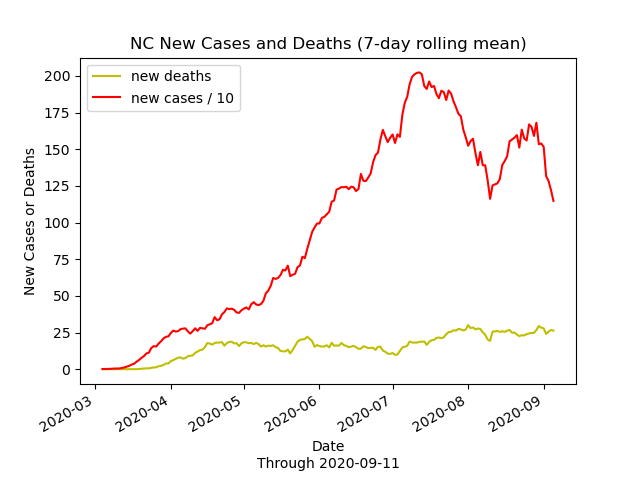 NC New Cases and Deaths (7-day rolling mean)
new deaths
new cases / 10
New Cases or Deaths
200
175
150
125
100
75
50
25
0
2020-03
2020-04
2020-05
2020-06
2020-07
2020-08
2020-09
Date
Through 2020-09-11